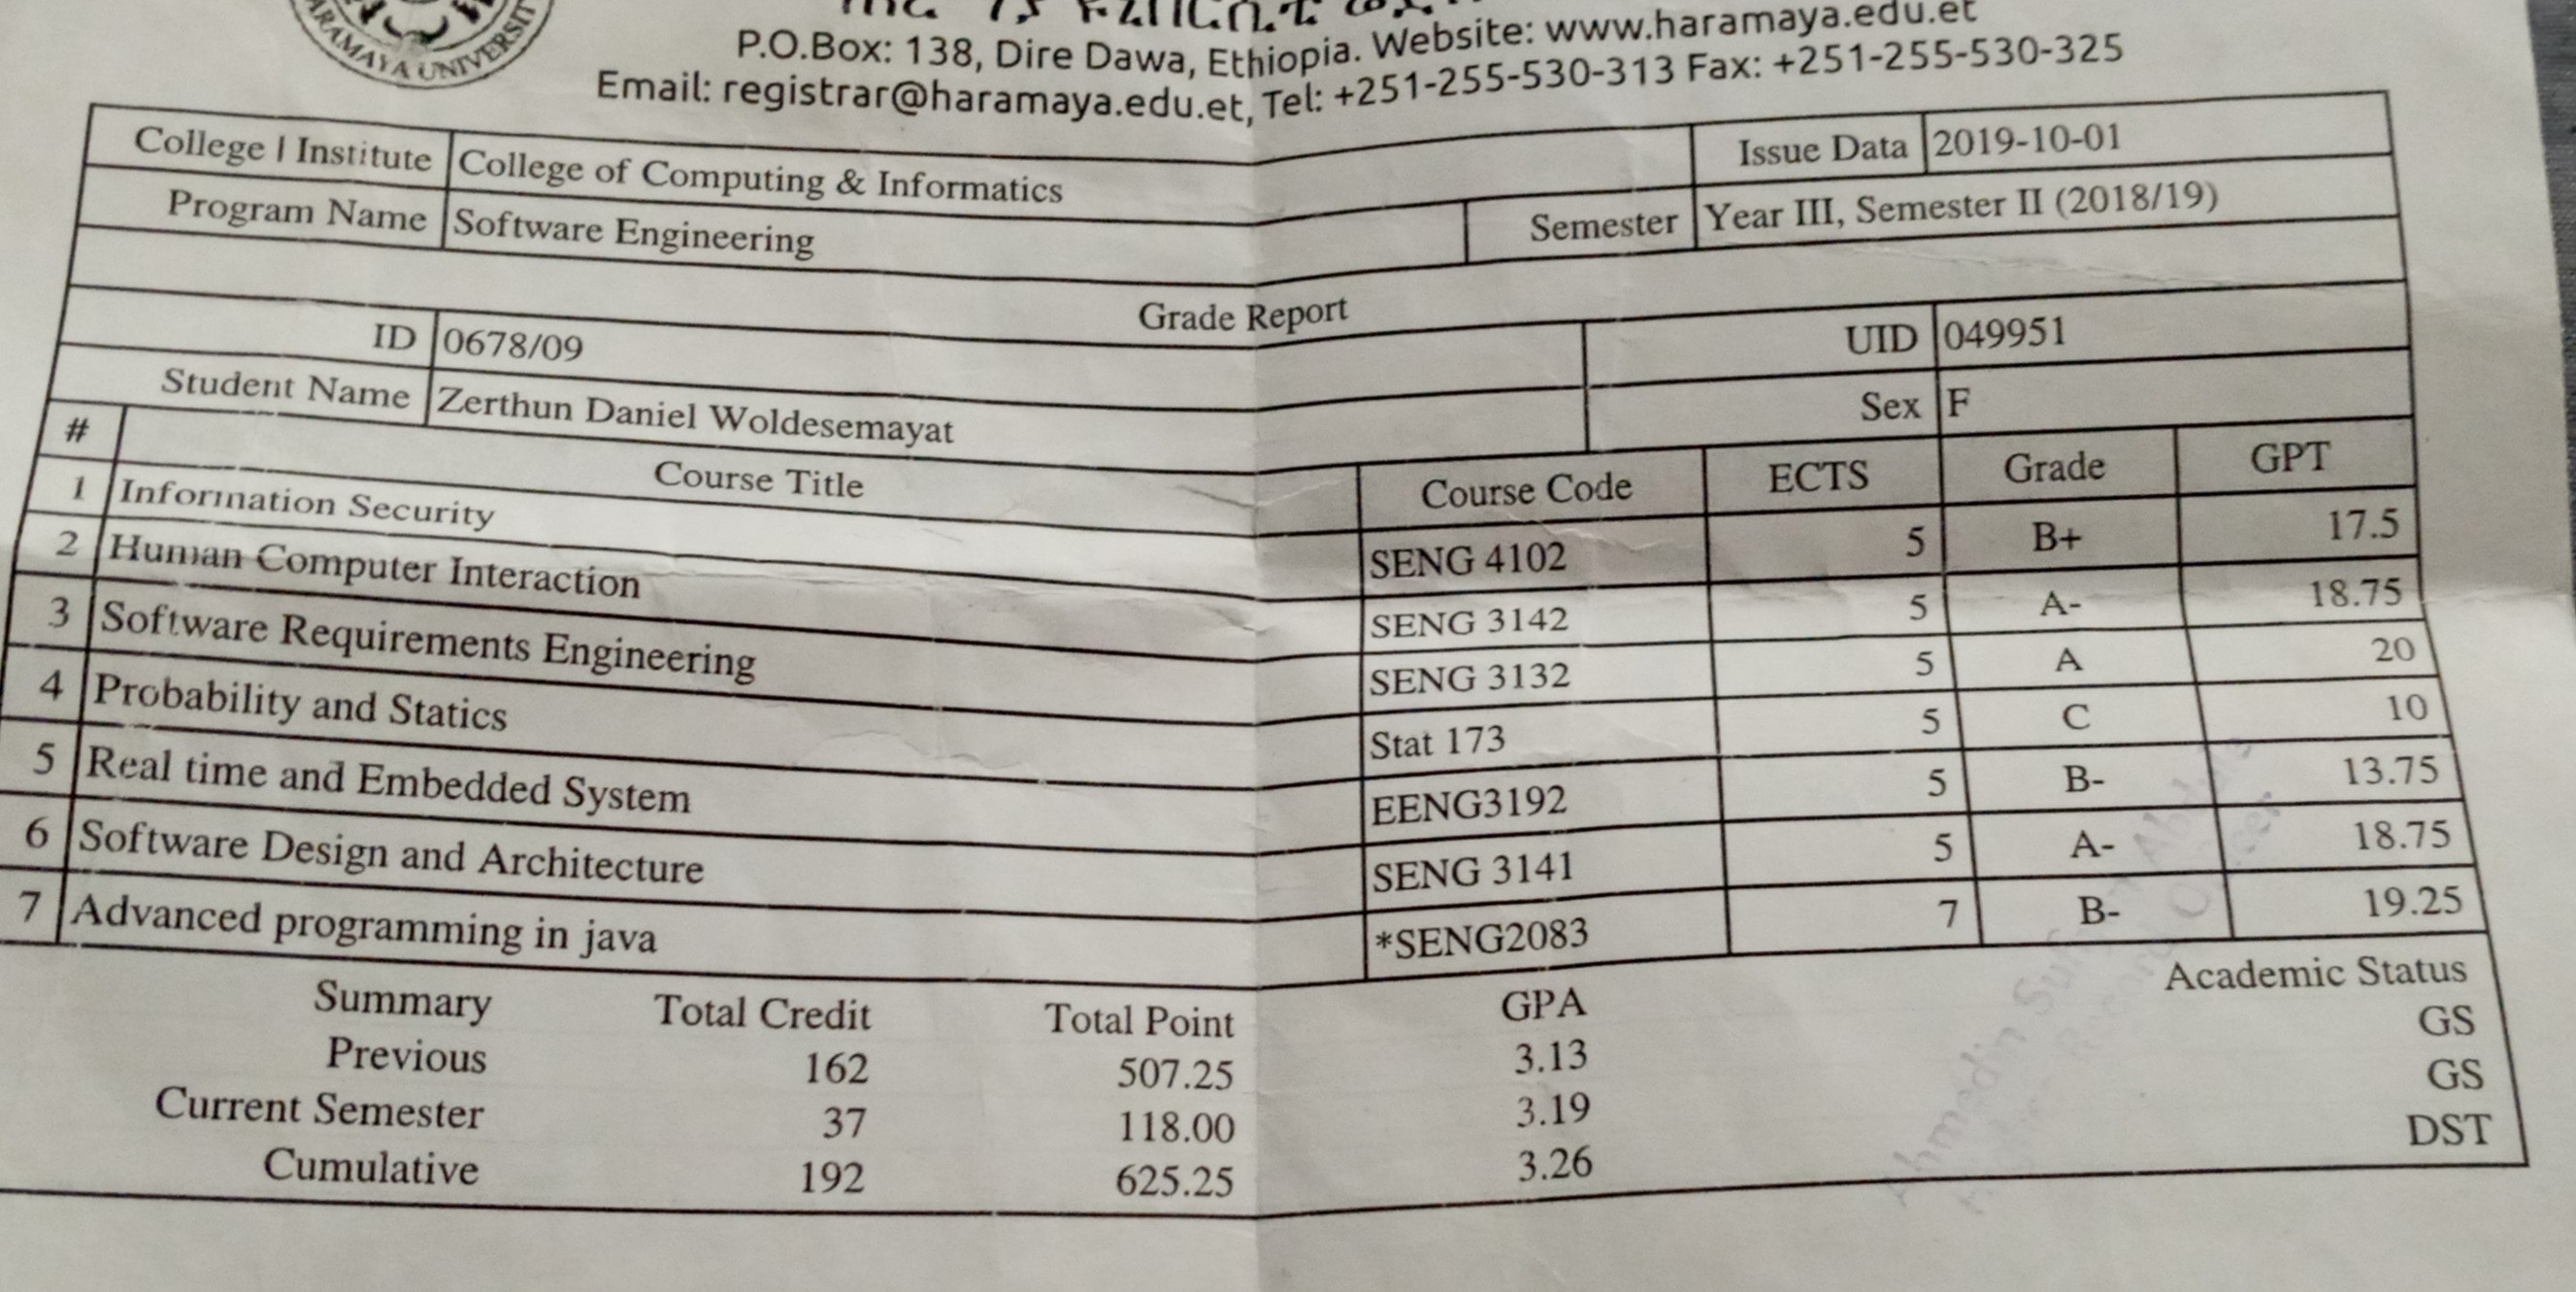 ARAMAYA UNIVERSIT
P.O.Box: 138, Dire Dawa, Ethiopia. Website: www.haramaya.edu.et
Email: registrar@haramaya.edu.et, Tel: +251-255-530-313 Fax: +251-255-530-325
College | Institute College of Computing & Informatics Issue Data 2019-10-01
Program Name Software Engineering Semester Year III, Semester II (2018/19)
Grade Report
ID 0678/09 UID 049951
Student Name Zerthun Daniel Woldesemayat Sex F
# Course Title Course Code ECTS Grade GPT
1 Information Security SENG 4102 5 B+ 17.5
2 Human Computer Interaction SENG 3142 5 A- 18.75
3 Software Requirements Engineering SENG 3132 5 A 20
4 Probability and Statics Stat 173 5 C 10
5 Real time and Embedded System EENG3192 5 B- 13.75
6 Software Design and Architecture SENG 3141 5 A- 18.75
7 Advanced programming in java *SENG2083 7 B- 19.25
Summary Total Credit Total Point GPA Academic Status
Previous 162 507.25 3.13 GS
Current Semester 37 118.00 3.19 GS
Cumulative 192 625.25 3.26 DST